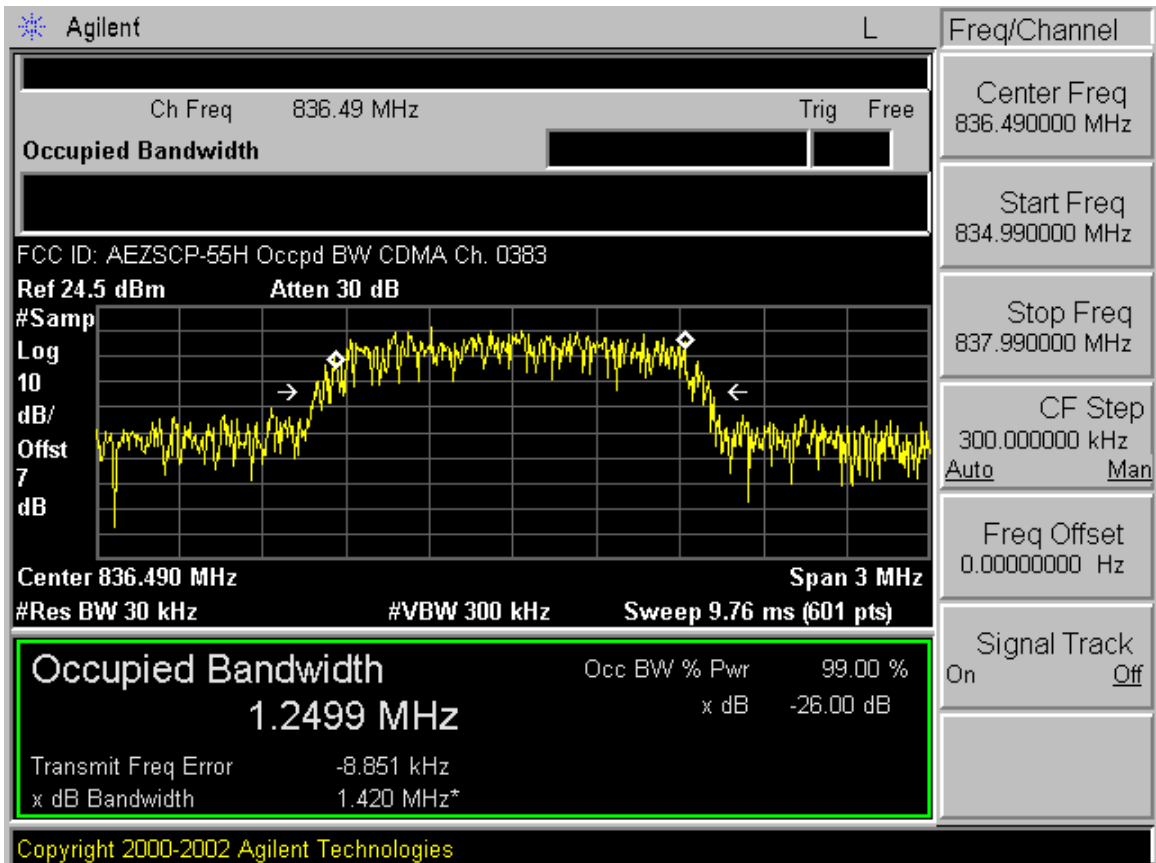 Agilent L
Freq/Channel
Ch Freq 836.49 MHz Trig Free
Occupied Bandwidth
Center Freq
836.490000 MHz
Start Freq
834.990000 MHz
Stop Freq
837.990000 MHz
CF Step
300.000000 kHz
Auto Man
Freq Offset
0.00000000 Hz
Signal Track
On Off
FCC ID: AEZSCP-55H Occpd BW CDMA Ch. 0383
Ref 24.5 dBm Atten 30 dB
#Samp
Log
10
dB/
Offst
7
dB
Center 836.490 MHz Span 3 MHz
#Res BW 30 kHz #VBW 300 kHz Sweep 9.76 ms (601 pts)
Occupied Bandwidth
1.2499 MHz
Occ BW % Pwr 99.00 %
x dB -26.00 dB
Transmit Freq Error -8.851 kHz
x dB Bandwidth 1.420 MHz*
Copyright 2000-2002 Agilent Technologies